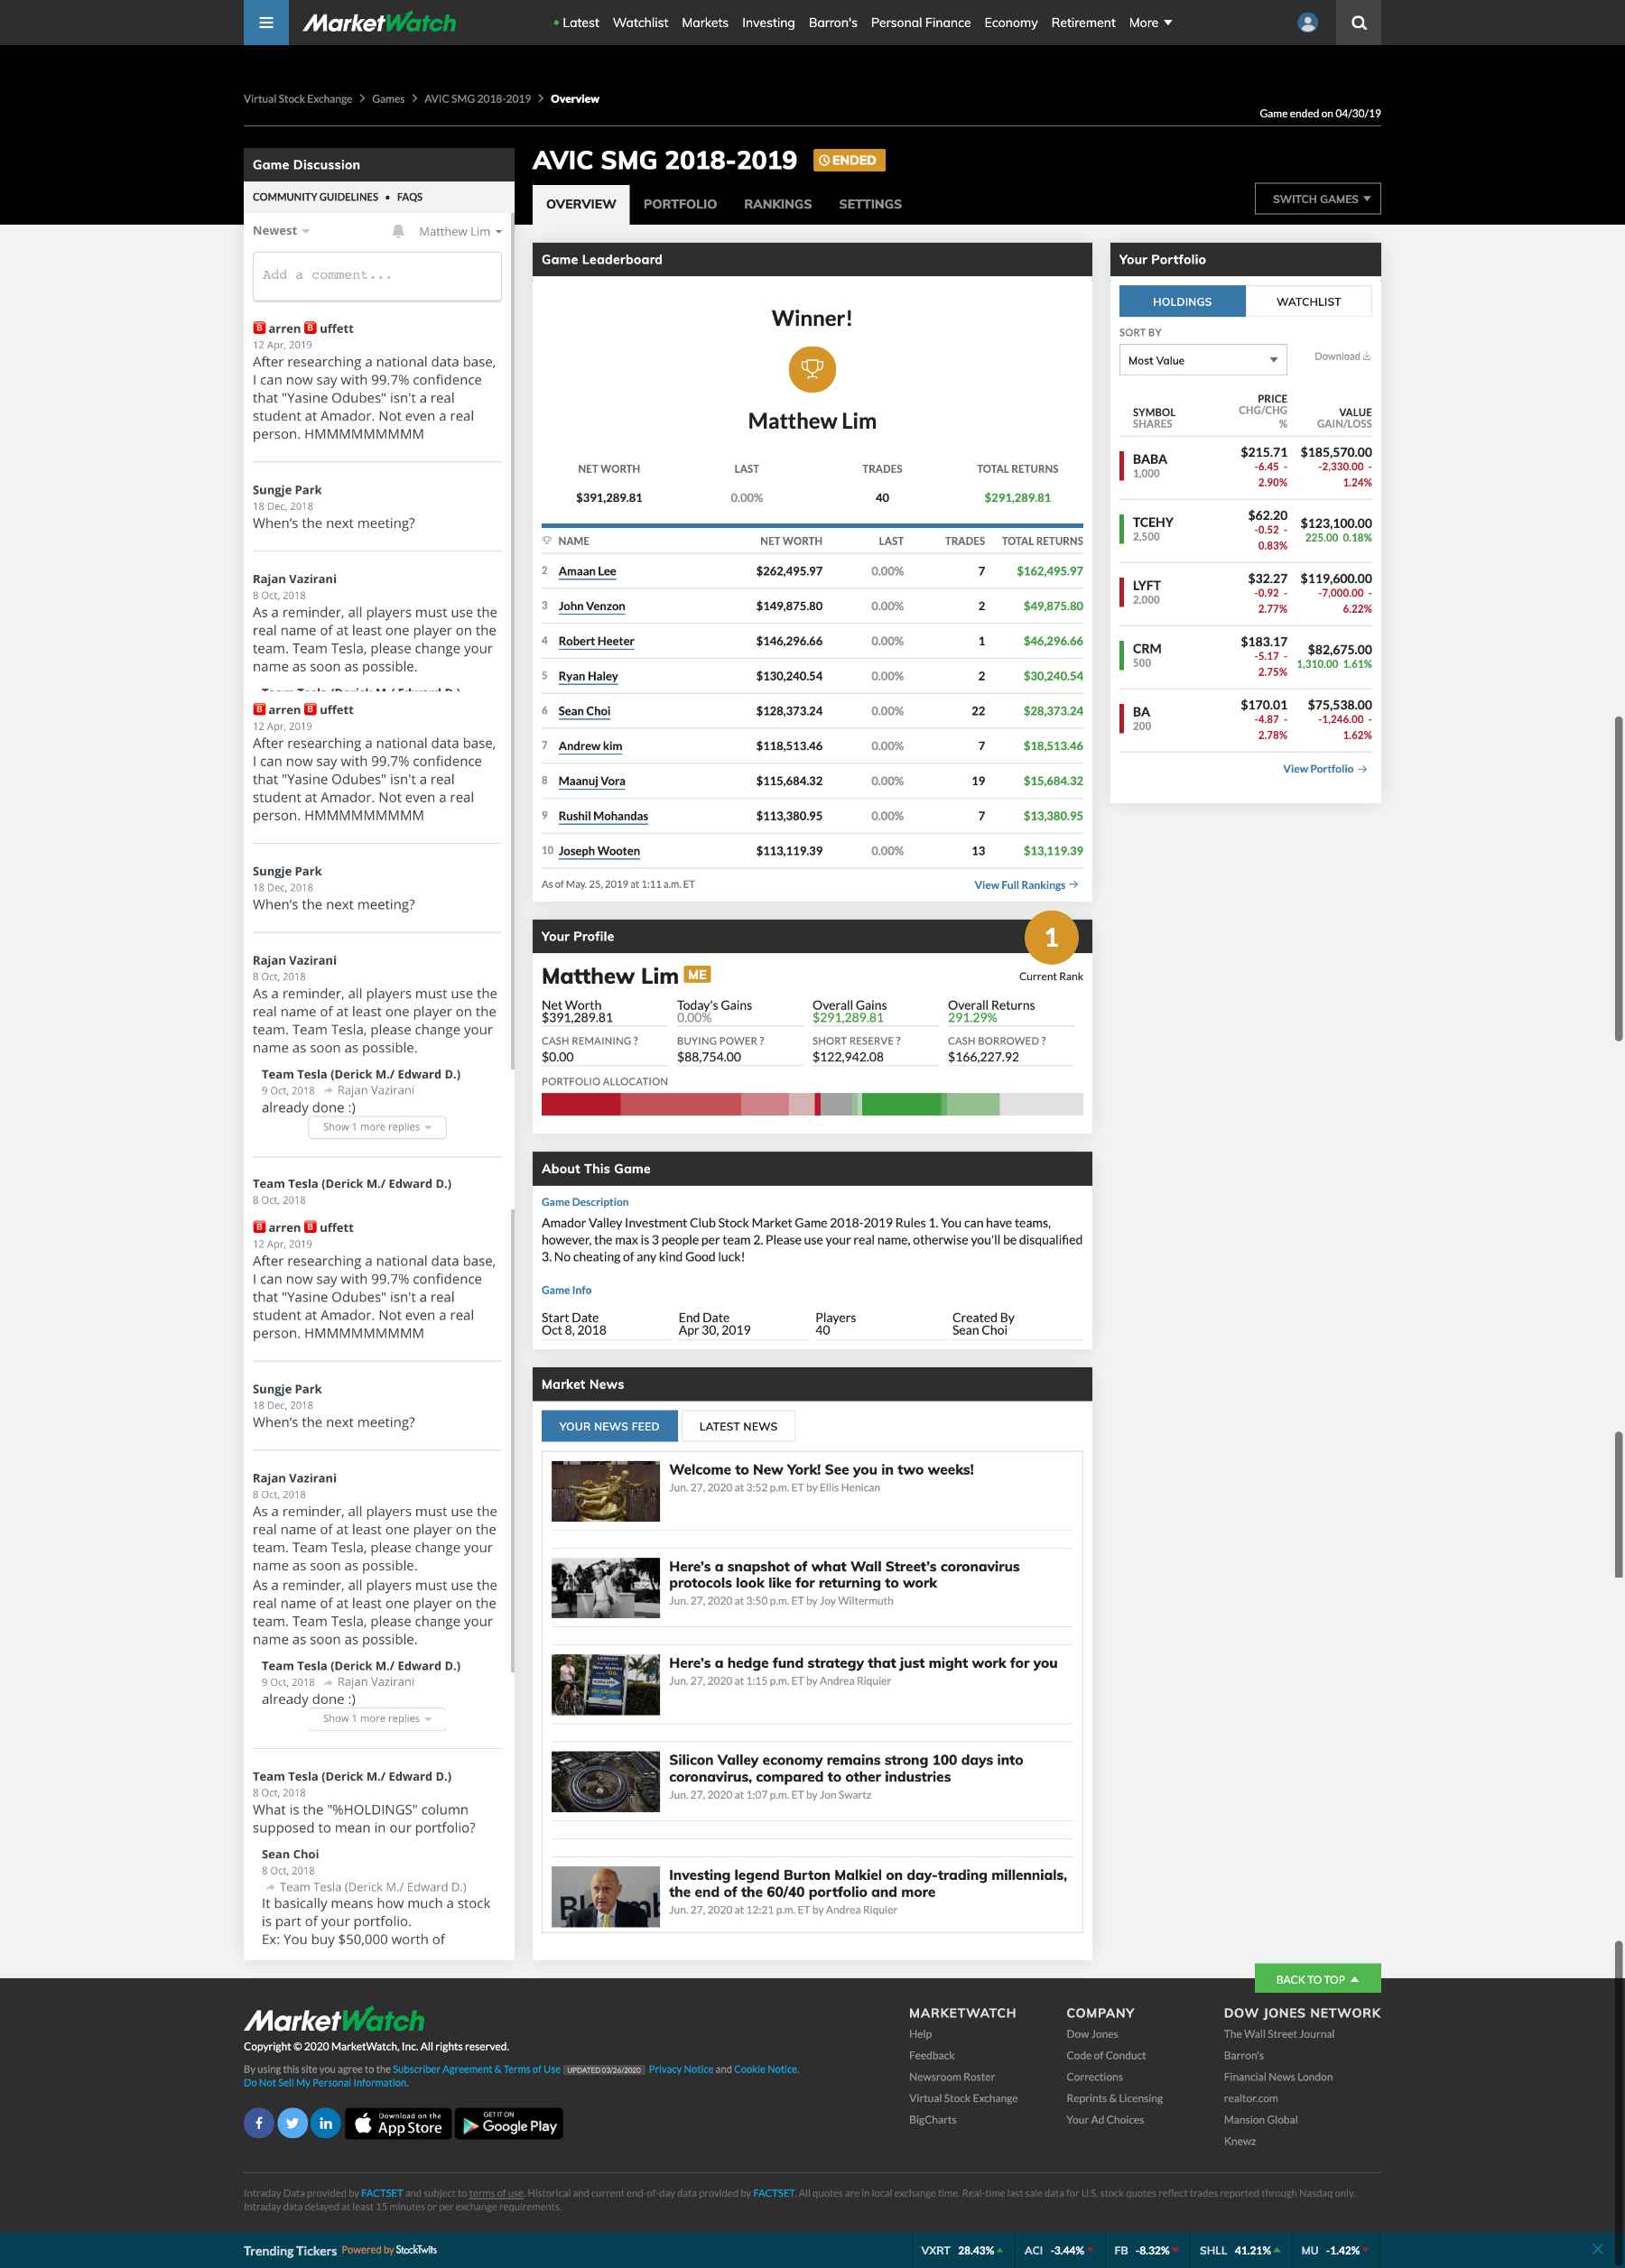 MarketWatch
• Latest Watchlist Markets Investing Barron's Personal Finance Economy Retirement More
Virtual Stock Exchange > Games > AVIC SMG 2018-2019 > Overview
Game ended on 04/30/19
Game Discussion
COMMUNITY GUIDELINES • FAQS
Newest
Matthew Lim
Add a comment...
B arren B uffett
12 Apr, 2019
After researching a national data base,
I can now say with 99.7% confidence
that "Yasine Odubes" isn't a real
student at Amador. Not even a real
person. HMMMMMMMMM
Sungje Park
18 Dec, 2018
When's the next meeting?
Rajan Vazirani
8 Oct, 2018
As a reminder, all players must use the
real name of at least one player on the
team. Team Tesla, please change your
name as soon as possible.
B arren B uffett
12 Apr, 2019
After researching a national data base,
I can now say with 99.7% confidence
that "Yasine Odubes" isn't a real
student at Amador. Not even a real
person. HMMMMMMMMM
Sungje Park
18 Dec, 2018
When's the next meeting?
Rajan Vazirani
8 Oct, 2018
As a reminder, all players must use the
real name of at least one player on the
team. Team Tesla, please change your
name as soon as possible.
Team Tesla (Derick M./ Edward D.)
9 Oct, 2018 Rajan Vazirani
already done :)
Show 1 more replies
Team Tesla (Derick M./ Edward D.)
8 Oct, 2018
B arren B uffett
12 Apr, 2019
After researching a national data base,
I can now say with 99.7% confidence
that "Yasine Odubes" isn't a real
student at Amador. Not even a real
person. HMMMMMMMMM
Sungje Park
18 Dec, 2018
When's the next meeting?
Rajan Vazirani
8 Oct, 2018
As a reminder, all players must use the
real name of at least one player on the
team. Team Tesla, please change your
name as soon as possible.
As a reminder, all players must use the
real name of at least one player on the
team. Team Tesla, please change your
name as soon as possible.
Team Tesla (Derick M./ Edward D.)
9 Oct, 2018 Rajan Vazirani
already done :)
Show 1 more replies
Team Tesla (Derick M./ Edward D.)
8 Oct, 2018
What is the "%HOLDINGS" column
supposed to mean in our portfolio?
Sean Choi
8 Oct, 2018
Team Tesla (Derick M./ Edward D.)
It basically means how much a stock
is part of your portfolio.
Ex: You buy $50,000 worth of
AVIC SMG 2018-2019 ENDED
OVERVIEW PORTFOLIO RANKINGS SETTINGS
SWITCH GAMES
Game Leaderboard
Winner!
Matthew Lim
NET WORTH LAST TRADES TOTAL RETURNS
$391,289.81 0.00% 40 $291,289.81
NAME NET WORTH LAST TRADES TOTAL RETURNS
2 Amaan Lee $262,495.97 0.00% 7 $162,495.97
3 John Venzon $149,875.80 0.00% 2 $49,875.80
4 Robert Heeter $146,296.66 0.00% 1 $46,296.66
5 Ryan Haley $130,240.54 0.00% 2 $30,240.54
6 Sean Choi $128,373.24 0.00% 22 $28,373.24
7 Andrew kim $118,513.46 0.00% 7 $18,513.46
8 Maanuj Vora $115,684.32 0.00% 19 $15,684.32
9 Rushil Mohandas $113,380.95 0.00% 7 $13,380.95
10 Joseph Wooten $113,119.39 0.00% 13 $13,119.39
As of May. 25, 2019 at 1:11 a.m. ET
View Full Rankings →
Your Profile
1
Matthew Lim ME
Current Rank
Net Worth Today's Gains Overall Gains Overall Returns
$391,289.81 0.00% $291,289.81 291.29%
CASH REMAINING ? BUYING POWER ? SHORT RESERVE ? CASH BORROWED ?
$0.00 $88,754.00 $122,942.08 $166,227.92
PORTFOLIO ALLOCATION
About This Game
Game Description
Amador Valley Investment Club Stock Market Game 2018-2019 Rules 1. You can have teams,
however, the max is 3 people per team 2. Please use your real name, otherwise you'll be disqualified
3. No cheating of any kind Good luck!
Game Info
Start Date End Date Players Created By
Oct 8, 2018 Apr 30, 2019 40 Sean Choi
Market News
YOUR NEWS FEED LATEST NEWS
Welcome to New York! See you in two weeks!
Jun. 27, 2020 at 3:52 p.m. ET by Ellis Henican
Here's a snapshot of what Wall Street's coronavirus
protocols look like for returning to work
Jun. 27, 2020 at 3:50 p.m. ET by Joy Wiltermuth
Here's a hedge fund strategy that just might work for you
Jun. 27, 2020 at 1:15 p.m. ET by Andrea Riquier
Silicon Valley economy remains strong 100 days into
coronavirus, compared to other industries
Jun. 27, 2020 at 1:07 p.m. ET by Jon Swartz
Investing legend Burton Malkiel on day-trading millennials,
the end of the 60/40 portfolio and more
Jun. 27, 2020 at 12:21 p.m. ET by Andrea Riquier
Your Portfolio
HOLDINGS WATCHLIST
SORT BY
Most Value
Download
SYMBOL PRICE VALUE
SHARES CHG/CHG % GAIN/LOSS
BABA $215.71 $185,570.00
1,000 -6.45 - 2.90% -2,330.00 - 1.24%
TCEHY $62.20 $123,100.00
2,500 -0.52 - 0.83% 225.00 0.18%
LYFT $32.27 $119,600.00
2,000 -0.92 - 2.77% -7,000.00 - 6.22%
CRM $183.17 $82,675.00
500 -5.17 - 2.75% 1,310.00 1.61%
BA $170.01 $75,538.00
200 -4.87 - 2.78% -1,246.00 - 1.62%
View Portfolio →
BACK TO TOP
MarketWatch
Copyright © 2020 MarketWatch, Inc. All rights reserved.
By using this site you agree to the Subscriber Agreement & Terms of Use UPDATED 03/26/2020 Privacy Notice and Cookie Notice.
Do Not Sell My Personal Information.
Download on the
App Store
GET IT ON
Google Play
MARKETWATCH
Help
Feedback
Newsroom Roster
Virtual Stock Exchange
BigCharts
COMPANY
Dow Jones
Code of Conduct
Corrections
Reprints & Licensing
Your Ad Choices
DOW JONES NETWORK
The Wall Street Journal
Barron's
Financial News London
realtor.com
Mansion Global
Knewz
Intraday Data provided by FACTSET and subject to terms of use. Historical and current end-of-day data provided by FACTSET. All quotes are in local exchange time. Real-time last sale data for U.S. stock quotes reflect trades reported through Nasdaq only.
Intraday data delayed at least 15 minutes or per exchange requirements.
Trending Tickers Powered by StockTwits
VXRT 28.43% ACI -3.44% FB -8.32% SHLL 41.21% MU -1.42%